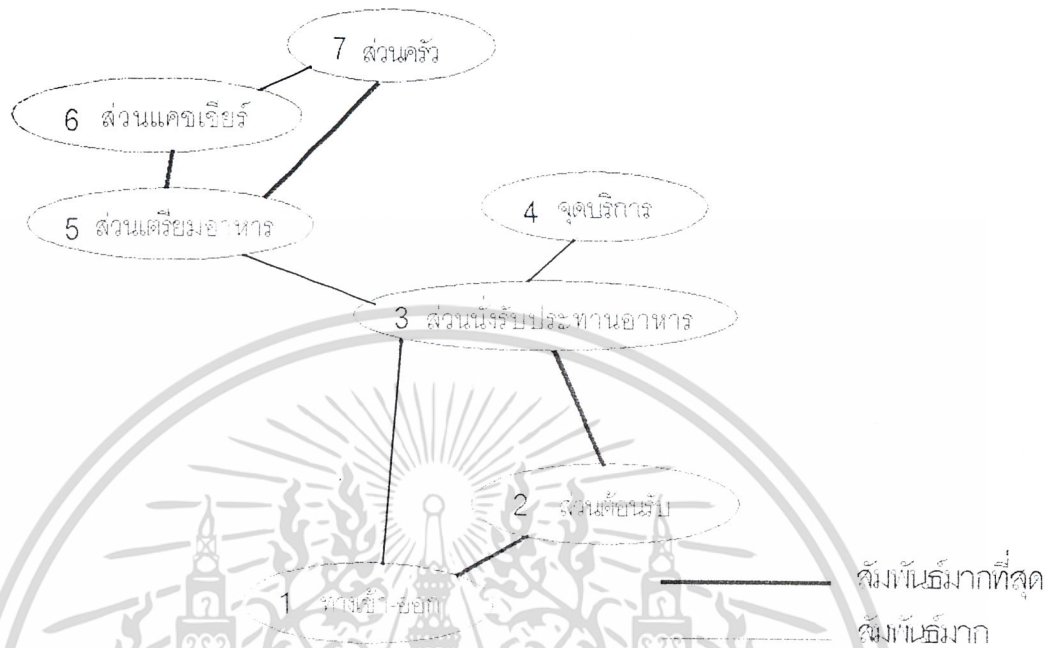 7 ส่วนครัว
6 ส่วนแคชเชียร์
4 จุดบริการ
5 ส่วนเตรียมอาหาร
3 ส่วนนั่งรับประทานอาหาร
2 ส่วนต้อนรับ
สัมพันธ์มากที่สุด
1 ทางเข้า-ออก
สัมพันธ์มาก